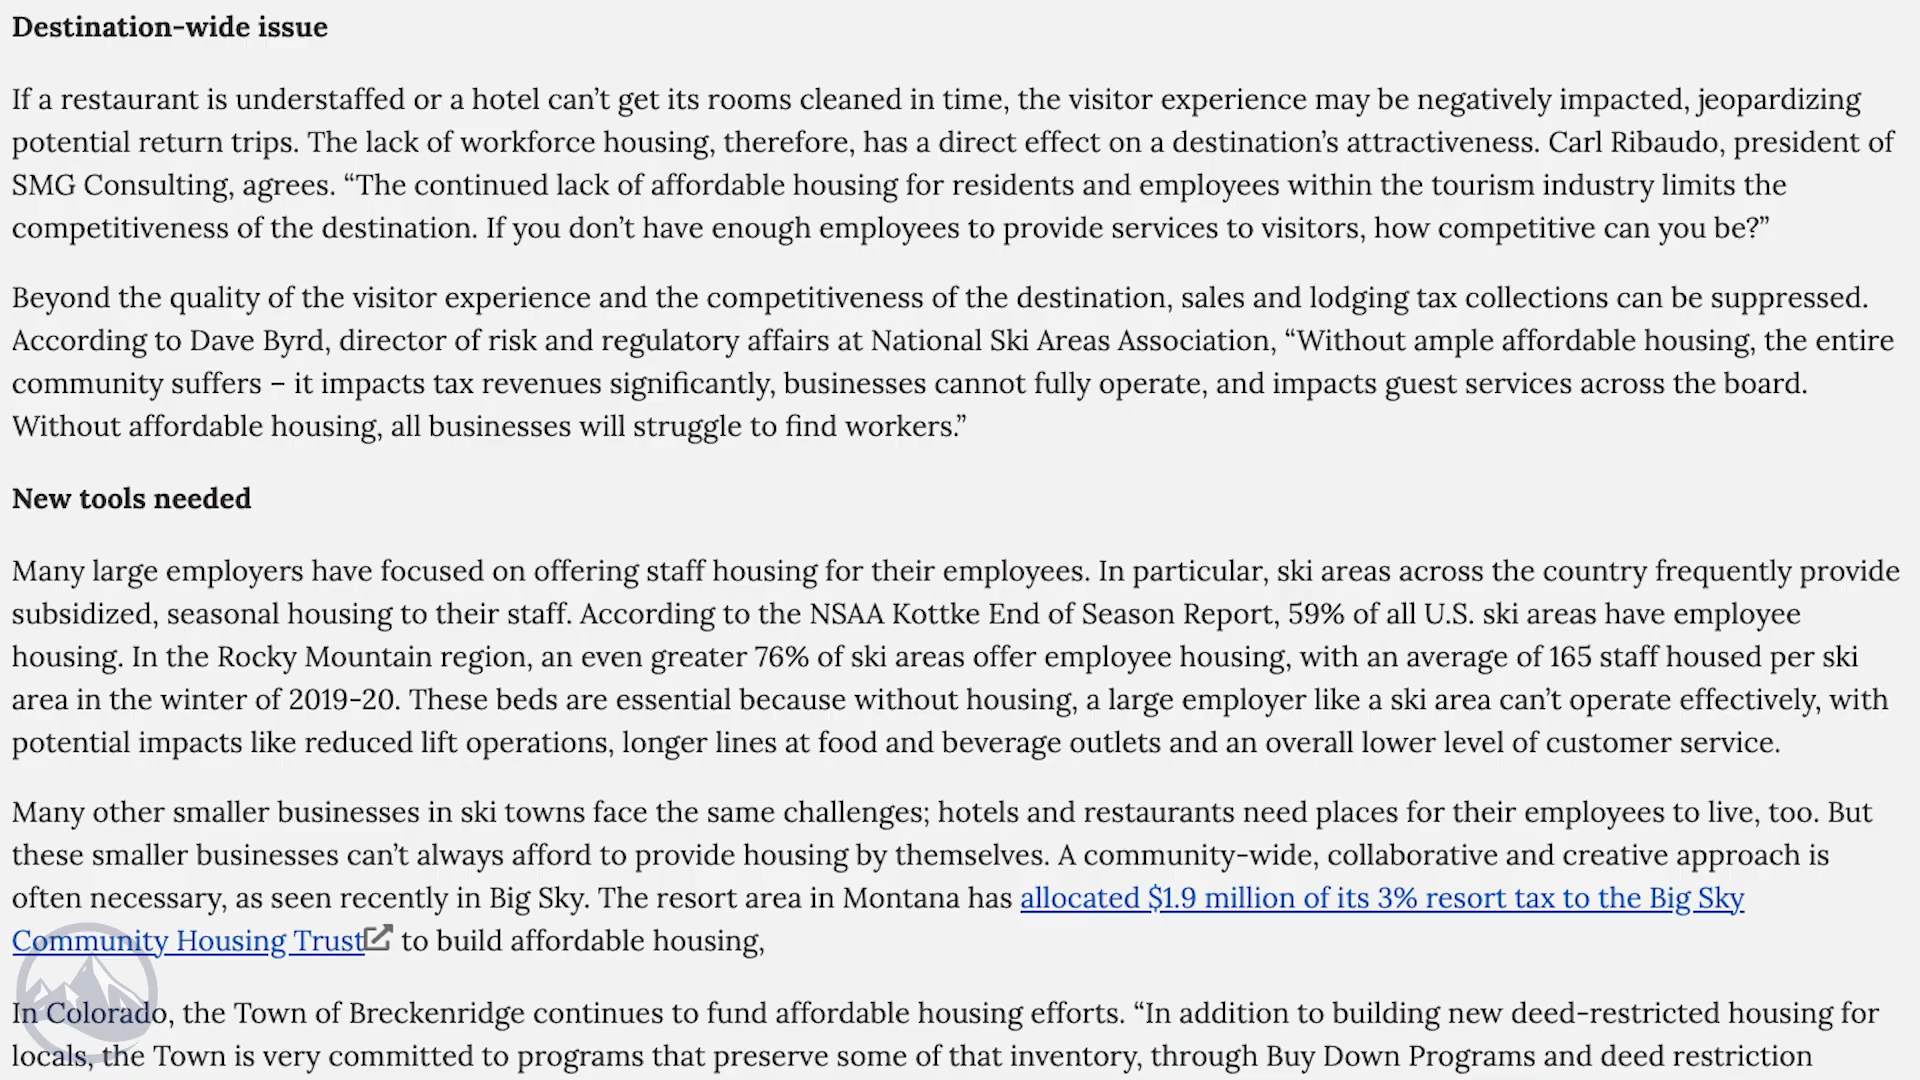 Destination-wide issue
If a restaurant is understaffed or a hotel can’t get its rooms cleaned in time, the visitor experience may be negatively impacted, jeopardizing
potential return trips. The lack of workforce housing, therefore, has a direct effect on a destination’s attractiveness. Carl Ribaudo, president of
SMG Consulting, agrees. “The continued lack of affordable housing for residents and employees within the tourism industry limits the
competitiveness of the destination. If you don’t have enough employees to provide services to visitors, how competitive can you be?”
Beyond the quality of the visitor experience and the competitiveness of the destination, sales and lodging tax collections can be suppressed.
According to Dave Byrd, director of risk and regulatory affairs at National Ski Areas Association, “Without ample affordable housing, the entire
community suffers – it impacts tax revenues significantly, businesses cannot fully operate, and impacts guest services across the board.
Without affordable housing, all businesses will struggle to find workers.”
New tools needed
Many large employers have focused on offering staff housing for their employees. In particular, ski areas across the country frequently provide
subsidized, seasonal housing to their staff. According to the NSAA Kottke End of Season Report, 59% of all U.S. ski areas have employee
housing. In the Rocky Mountain region, an even greater 76% of ski areas offer employee housing, with an average of 165 staff housed per ski
area in the winter of 2019-20. These beds are essential because without housing, a large employer like a ski area can’t operate effectively, with
potential impacts like reduced lift operations, longer lines at food and beverage outlets and an overall lower level of customer service.
Many other smaller businesses in ski towns face the same challenges; hotels and restaurants need places for their employees to live, too. But
these smaller businesses can’t always afford to provide housing by themselves. A community-wide, collaborative and creative approach is
often necessary, as seen recently in Big Sky. The resort area in Montana has allocated $1.9 million of its 3% resort tax to the Big Sky
Community Housing Trust to build affordable housing,
In Colorado, the Town of Breckenridge continues to fund affordable housing efforts. “In addition to building new deed-restricted housing for
locals, the Town is very committed to programs that preserve some of that inventory, through Buy Down Programs and deed restriction